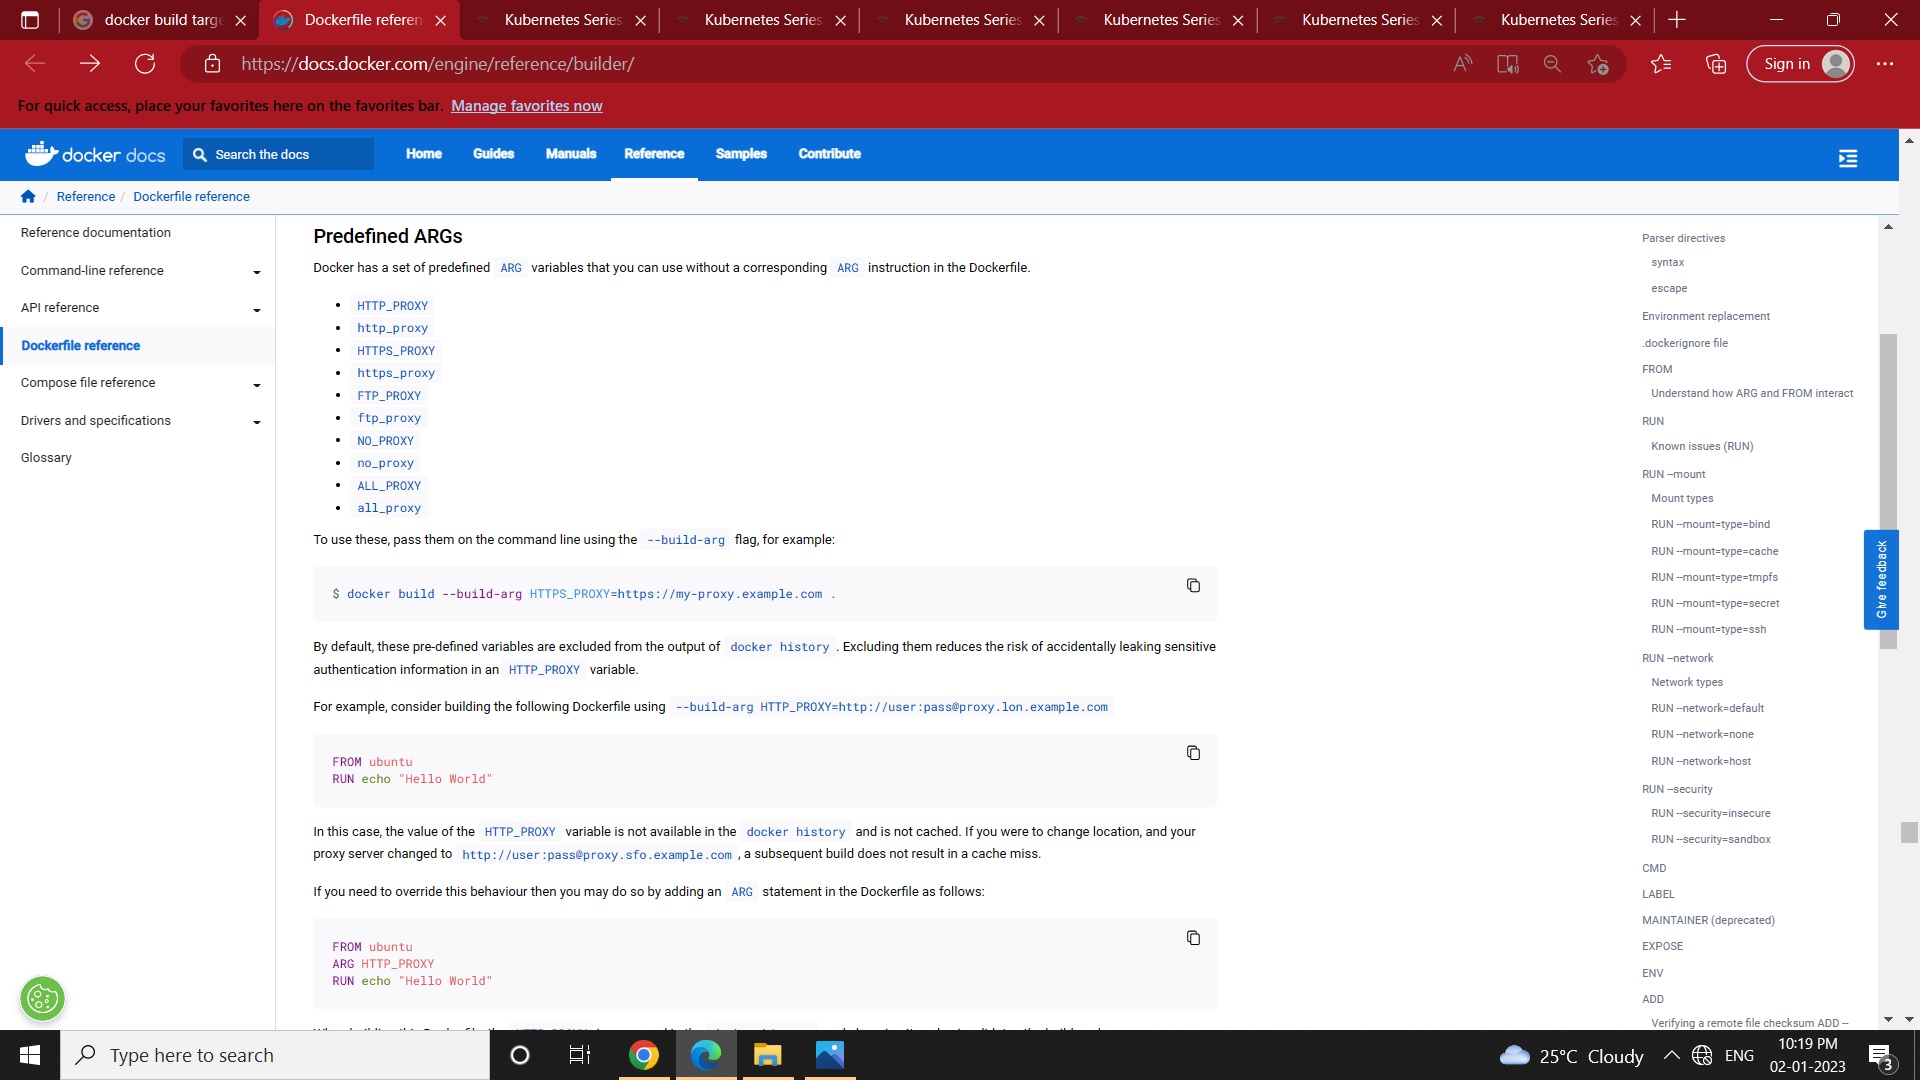 docker build targe
Dockerfile referen
Kubernetes Series
Kubernetes Series
Kubernetes Series
Kubernetes Series
Kubernetes Series
Kubernetes Series
https://docs.docker.com/engine/reference/builder/
Sign in
For quick access, place your favorites here on the favorites bar. Manage favorites now
docker docs
Search the docs
Home
Guides
Manuals
Reference
Samples
Contribute
/ Reference / Dockerfile reference
Reference documentation
Command-line reference
API reference
Dockerfile reference
Compose file reference
Drivers and specifications
Glossary
Predefined ARGs
Docker has a set of predefined ARG variables that you can use without a corresponding ARG instruction in the Dockerfile.
• HTTP_PROXY
• http_proxy
• HTTPS_PROXY
• https_proxy
• FTP_PROXY
• ftp_proxy
• NO_PROXY
• no_proxy
• ALL_PROXY
• all_proxy
To use these, pass them on the command line using the --build-arg flag, for example:
$ docker build --build-arg HTTPS_PROXY=https://my-proxy.example.com .
By default, these pre-defined variables are excluded from the output of docker history . Excluding them reduces the risk of accidentally leaking sensitive
authentication information in an HTTP_PROXY variable.
For example, consider building the following Dockerfile using --build-arg HTTP_PROXY=http://user:pass@proxy.lon.example.com
FROM ubuntu
RUN echo "Hello World"
In this case, the value of the HTTP_PROXY variable is not available in the docker history and is not cached. If you were to change location, and your
proxy server changed to http://user:pass@proxy.sfo.example.com , a subsequent build does not result in a cache miss.
If you need to override this behaviour then you may do so by adding an ARG statement in the Dockerfile as follows:
FROM ubuntu
ARG HTTP_PROXY
RUN echo "Hello World"
Parser directives
syntax
escape
Environment replacement
.dockerignore file
FROM
Understand how ARG and FROM interact
RUN
Known issues (RUN)
RUN --mount
Mount types
RUN --mount=type=bind
RUN --mount=type=cache
RUN --mount=type=tmpfs
RUN --mount=type=secret
RUN --mount=type=ssh
RUN --network
Network types
RUN --network=default
RUN --network=none
RUN --network=host
RUN --security
RUN --security=insecure
RUN --security=sandbox
CMD
LABEL
MAINTAINER (deprecated)
EXPOSE
ENV
ADD
Verifying a remote file checksum ADD --
Give feedback
Type here to search
25°C Cloudy
ENG
10:19 PM
02-01-2023
3